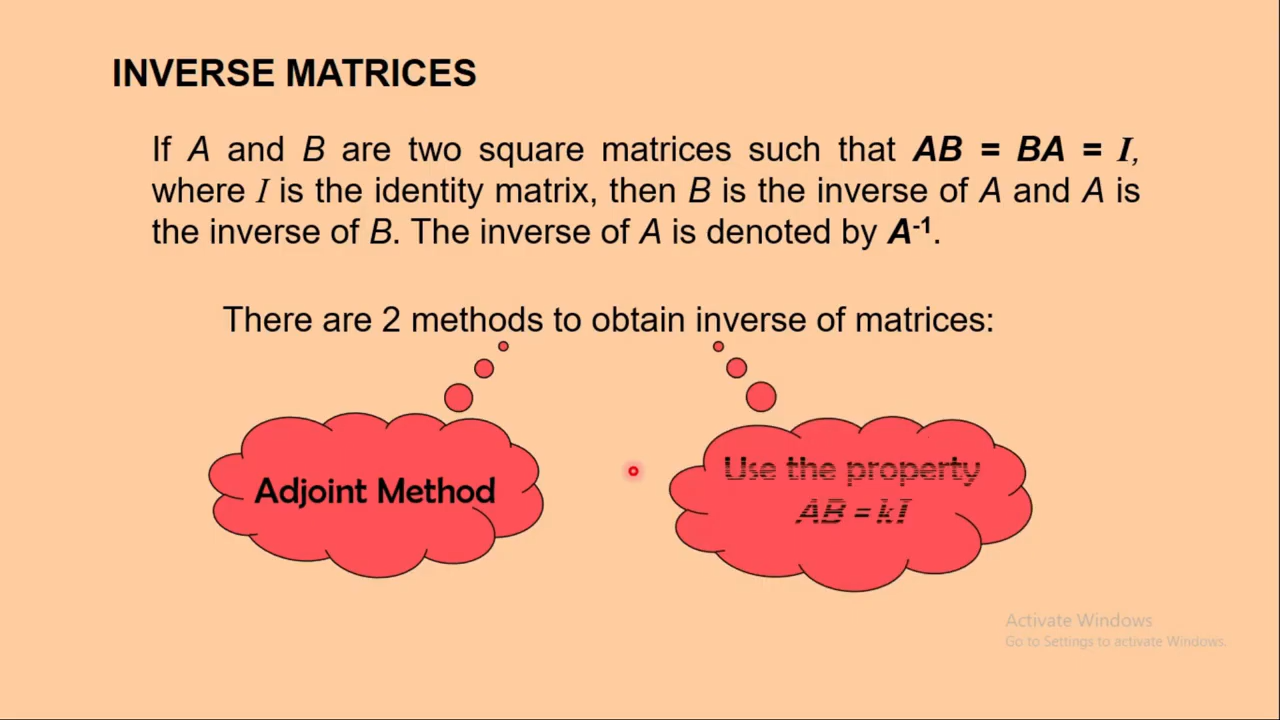 INVERSE MATRICES
If A and B are two square matrices such that AB = BA = I,
where I is the identity matrix, then B is the inverse of A and A is
the inverse of B. The inverse of A is denoted by A⁻¹.
There are 2 methods to obtain inverse of matrices:
Adjoint Method
Use the property
AB = kI
Activate Windows
Go to Settings to activate Windows.